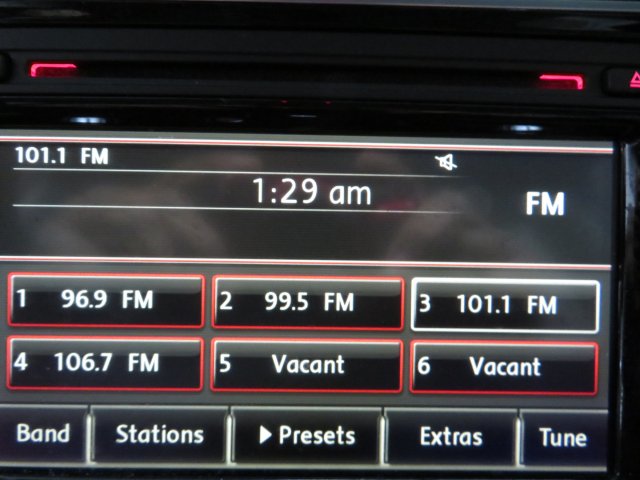 101.1 FM
1:29 am
FM
1 96.9 FM 2 99.5 FM 3 101.1 FM
4 106.7 FM 5 Vacant 6 Vacant
Band Stations Presets Extras Tune